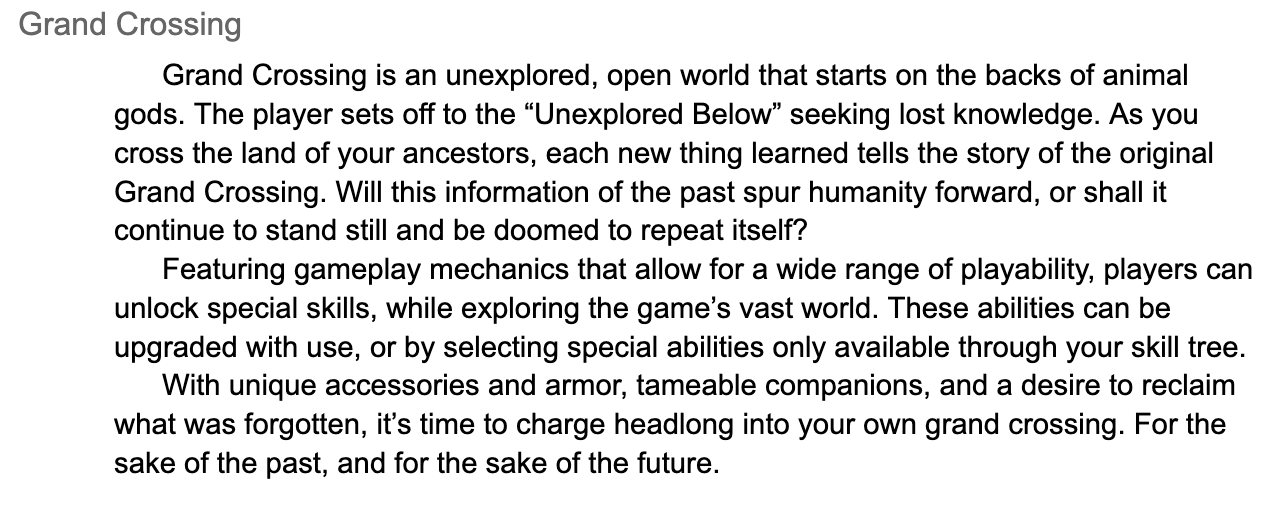 Grand Crossing
Grand Crossing is an unexplored, open world that starts on the backs of animal
gods. The player sets off to the “Unexplored Below” seeking lost knowledge. As you
cross the land of your ancestors, each new thing learned tells the story of the original
Grand Crossing. Will this information of the past spur humanity forward, or shall it
continue to stand still and be doomed to repeat itself?
Featuring gameplay mechanics that allow for a wide range of playability, players can
unlock special skills, while exploring the game’s vast world. These abilities can be
upgraded with use, or by selecting special abilities only available through your skill tree.
With unique accessories and armor, tameable companions, and a desire to reclaim
what was forgotten, it’s time to charge headlong into your own grand crossing. For the
sake of the past, and for the sake of the future.